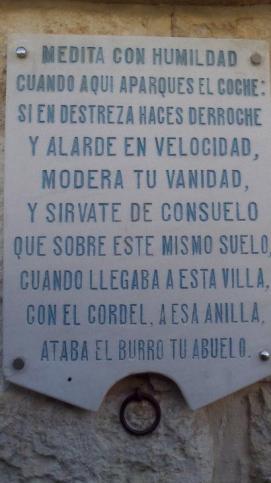 MEDITA CON HUMILDAD
CUANDO AQUI APARQUES EL COCHE:
SI EN DESTREZA HACES DERROCHE
Y ALARDE EN VELOCIDAD,
MODERA TU VANIDAD,
Y SIRVATE DE CONSUELO
QUE SOBRE ESTE MISMO SUELO,
CUANDO LLEGABA A ESTA VILLA,
CON EL CORDEL, A ESA ANILLA,
ATABA EL BURRO TU ABUELO.